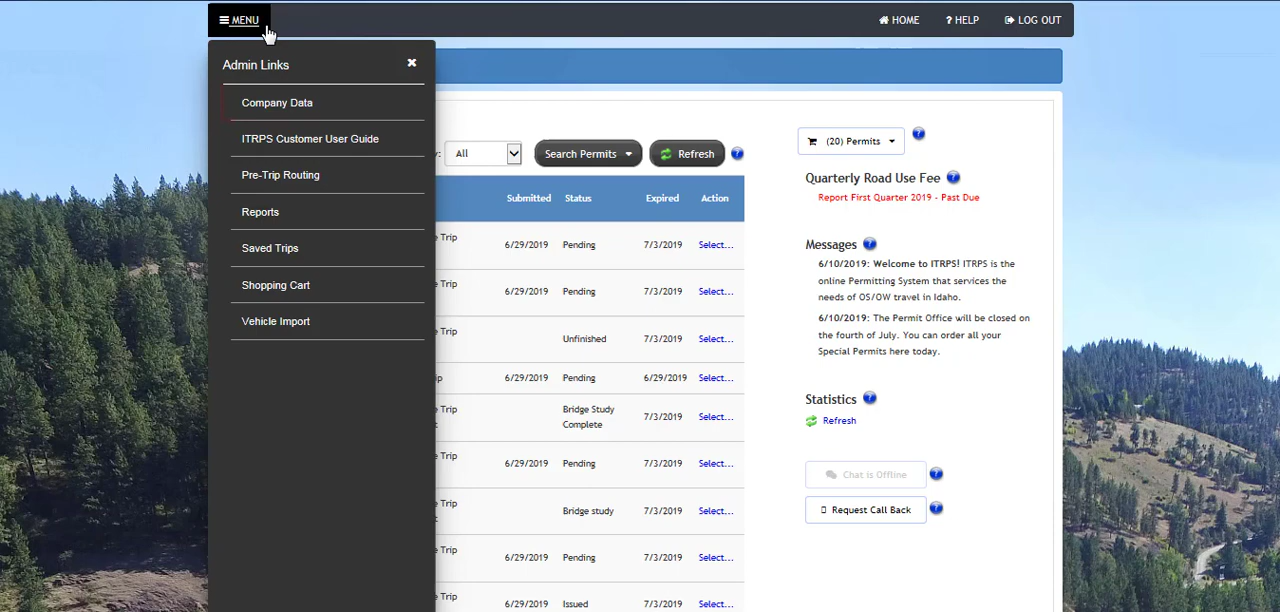 MENU
HOME
? HELP
LOG OUT
Admin Links
Company Data
ITRPS Customer User Guide
Pre-Trip Routing
Reports
Saved Trips
Shopping Cart
Vehicle Import
All
Search Permits
Refresh
?
Submitted Status Expired Action
Trip 6/29/2019 Pending 7/3/2019 Select...
Trip 6/29/2019 Pending 7/3/2019 Select...
Trip Unfinished 7/3/2019 Select...
6/29/2019 Pending 6/29/2019 Select...
Trip Bridge Study 7/3/2019 Select...
Complete
Trip 6/29/2019 Pending 7/3/2019 Select...
Trip Bridge study 7/3/2019 Select...
Trip 6/29/2019 Pending 7/3/2019 Select...
Trip 6/29/2019 Issued 7/3/2019 Select...
(20) Permits
?
Quarterly Road Use Fee ?
Report First Quarter 2019 - Past Due
Messages ?
6/10/2019: Welcome to ITRPS! ITRPS is the
online Permitting System that services the
needs of OS/OW travel in Idaho.
6/10/2019: The Permit Office will be closed on
the fourth of July. You can order all your
Special Permits here today.
Statistics ?
Refresh
Chat is Offline ?
Request Call Back ?